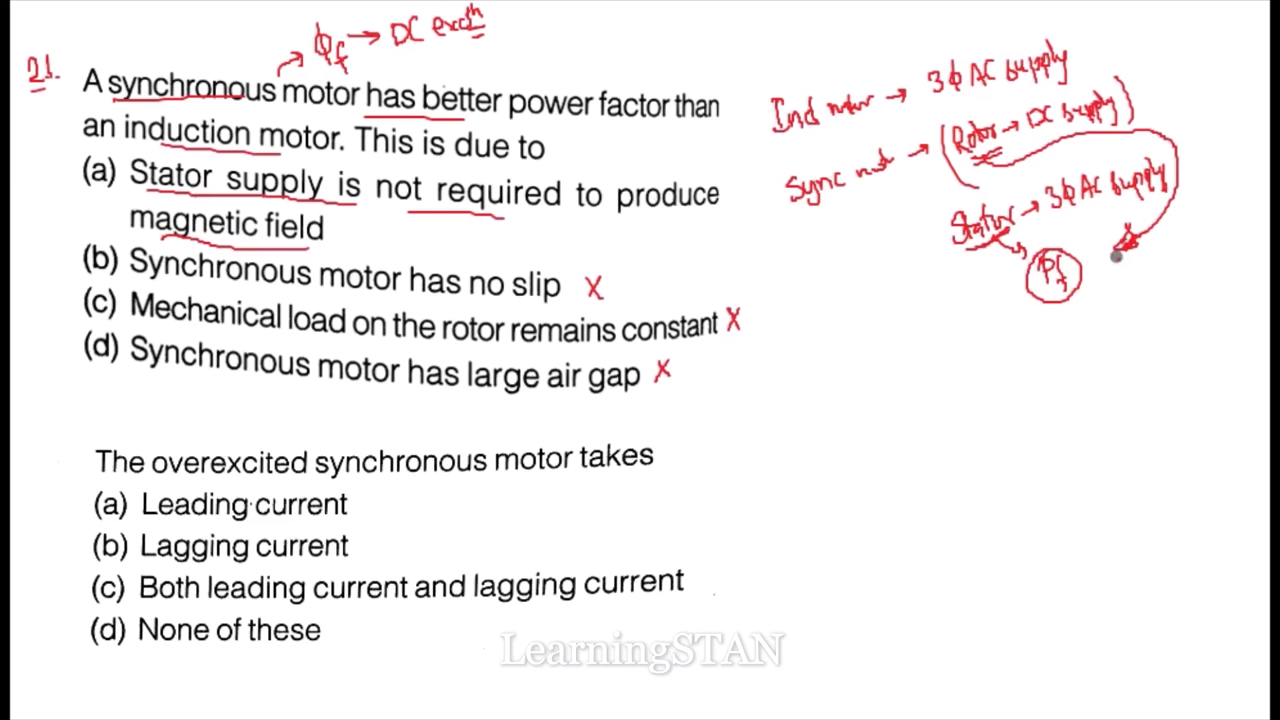 Φf → DC excth
21.
A synchronous motor has better power factor than
an induction motor. This is due to
(a) Stator supply is not required to produce
magnetic field
(b) Synchronous motor has no slip X
(c) Mechanical load on the rotor remains constant X
(d) Synchronous motor has large air gap X
Ind motor → 3ϕ AC supply
Sync → (Rotor → DC supply)
Stator → 3ϕ AC supply
Pf
The overexcited synchronous motor takes
(a) Leading current
(b) Lagging current
(c) Both leading current and lagging current
(d) None of these
LearningSTAN